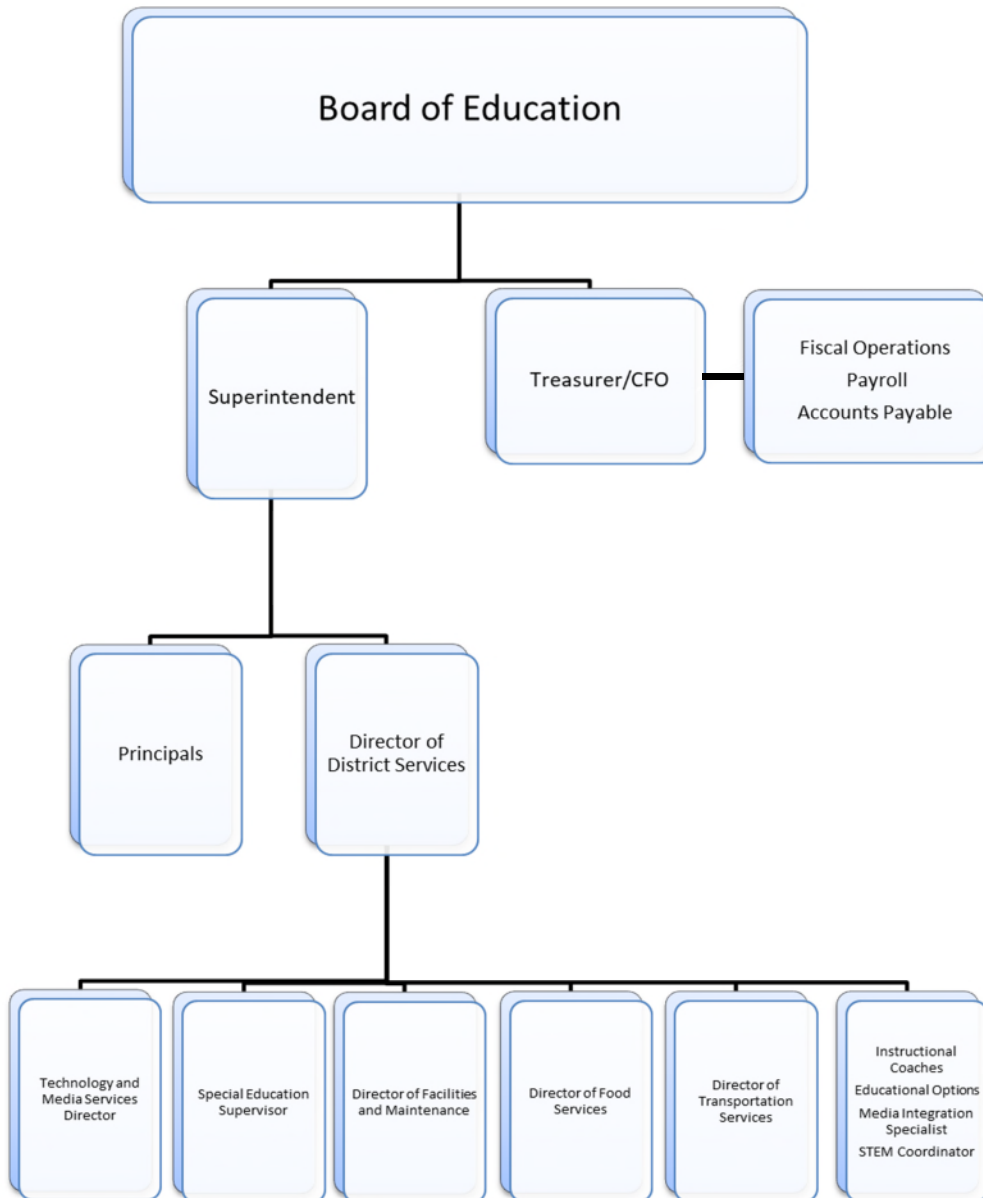 Board of Education
Superintendent
Treasurer/CFO
Fiscal Operations
Payroll
Accounts Payable
Principals
Director of
District Services
Technology and
Media Services
Director
Special Education
Supervisor
Director of Facilities
and Maintenance
Director of Food
Services
Director of
Transportation
Services
Instructional
Coaches
Educational Options
Media Integration
Specialist
STEM Coordinator